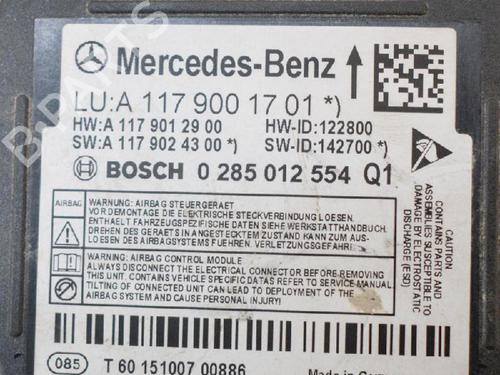 Mercedes-Benz
LU:A 117 900 17 01 *)
HW:A 117 901 29 00 HW-ID:122800
SW:A 117 902 43 00 *) SW-ID:142700 *)
BOSCH 0 285 012 554 Q1
AIRBAG
WARNUNG: AIRBAG STEUERGERAET
VOR DEMONTAGE DIE ELEKTRISCHE STECKVERBINDUNG LOESEN.
ENTHAELT FAHRZEUGSPEZIFISCHE DATEN SIEHE WERKSTATTHANDBUCH.
DREHEN DES GERAETS IN ANGESTECKTEM ZUSTAND KANN ZUM AUS-
LOESEN DES AIRBAGSYSTEMS FUEHREN. VERLETZUNGSGEFAHR!
AIRBAG
WARNING: AIRBAG CONTROL MODULE
ALWAYS DISCONNECT THE ELECTRICAL CONNECTOR BEFORE REMOVING
THIS UNIT. CONTAINS VEHICLE SPECIFIC DATAS REFER TO SERVICE MANUAL.
TILTING OF CONNECTED UNIT CAN LEAD TO DEPLOYMENT OF THE
AIRBAG SYSTEM AND CAUSE PERSONAL INJURY!
CAUTION
CONTAINS PARTS AND
ASSEMBLIES SUSCEPTIBLE TO
DAMAGE BY ELECTROSTATIC
DISCHARGE (ESD)
085 T 60 151007 00886
B-PARTS